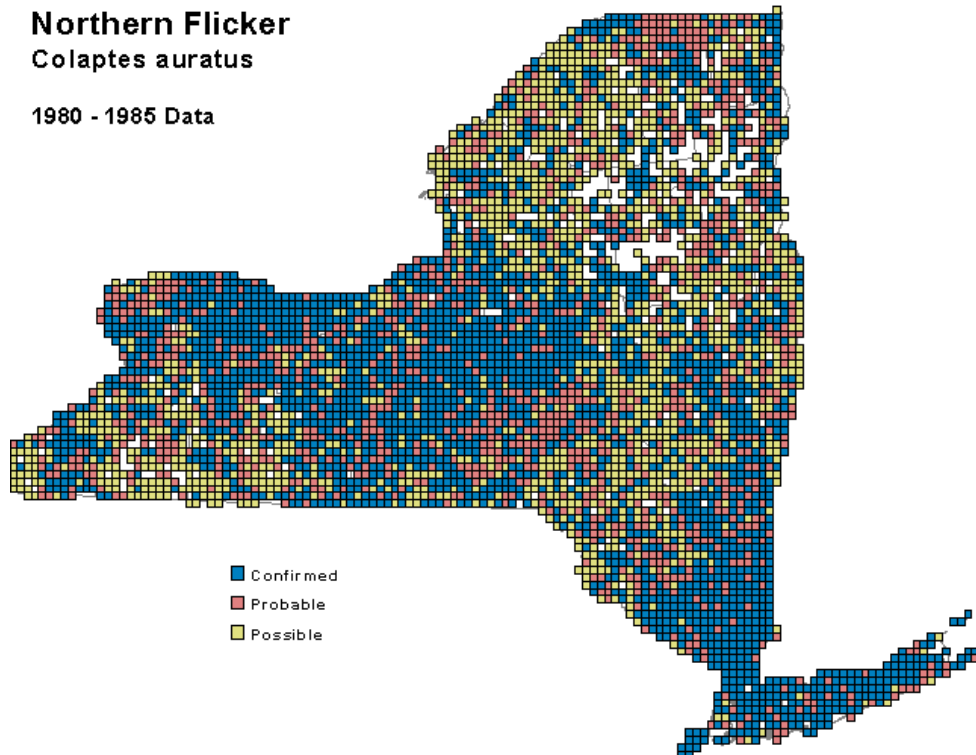 Northern Flicker
Colaptes auratus
1980 - 1985 Data
Confirmed
Probable
Possible